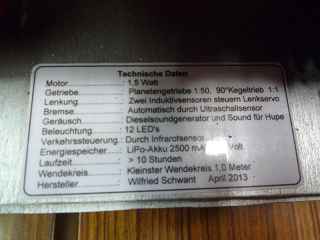 Technische Daten
Motor : 1,5 Watt
Getriebe : Planetengetriebe 1:50, 90°Kegeltrieb 1:1
Lenkung : Zwei Induktivsensoren steuern Lenkservo
Bremse : Automatisch durch Ultraschallsensor
Geräusch : Dieselsoundgenerator und Sound für Hupe
Beleuchtung : 12 LED's
Verkehrssteuerung : Durch Infrarotsensor
Energiespeicher : LiPo-Akku 2500 mA Volt
Laufzeit : > 10 Stunden
Wendekreis : Kleinster Wendekreis 1,0 Meter
Hersteller : Wilfried Schwant April 2013